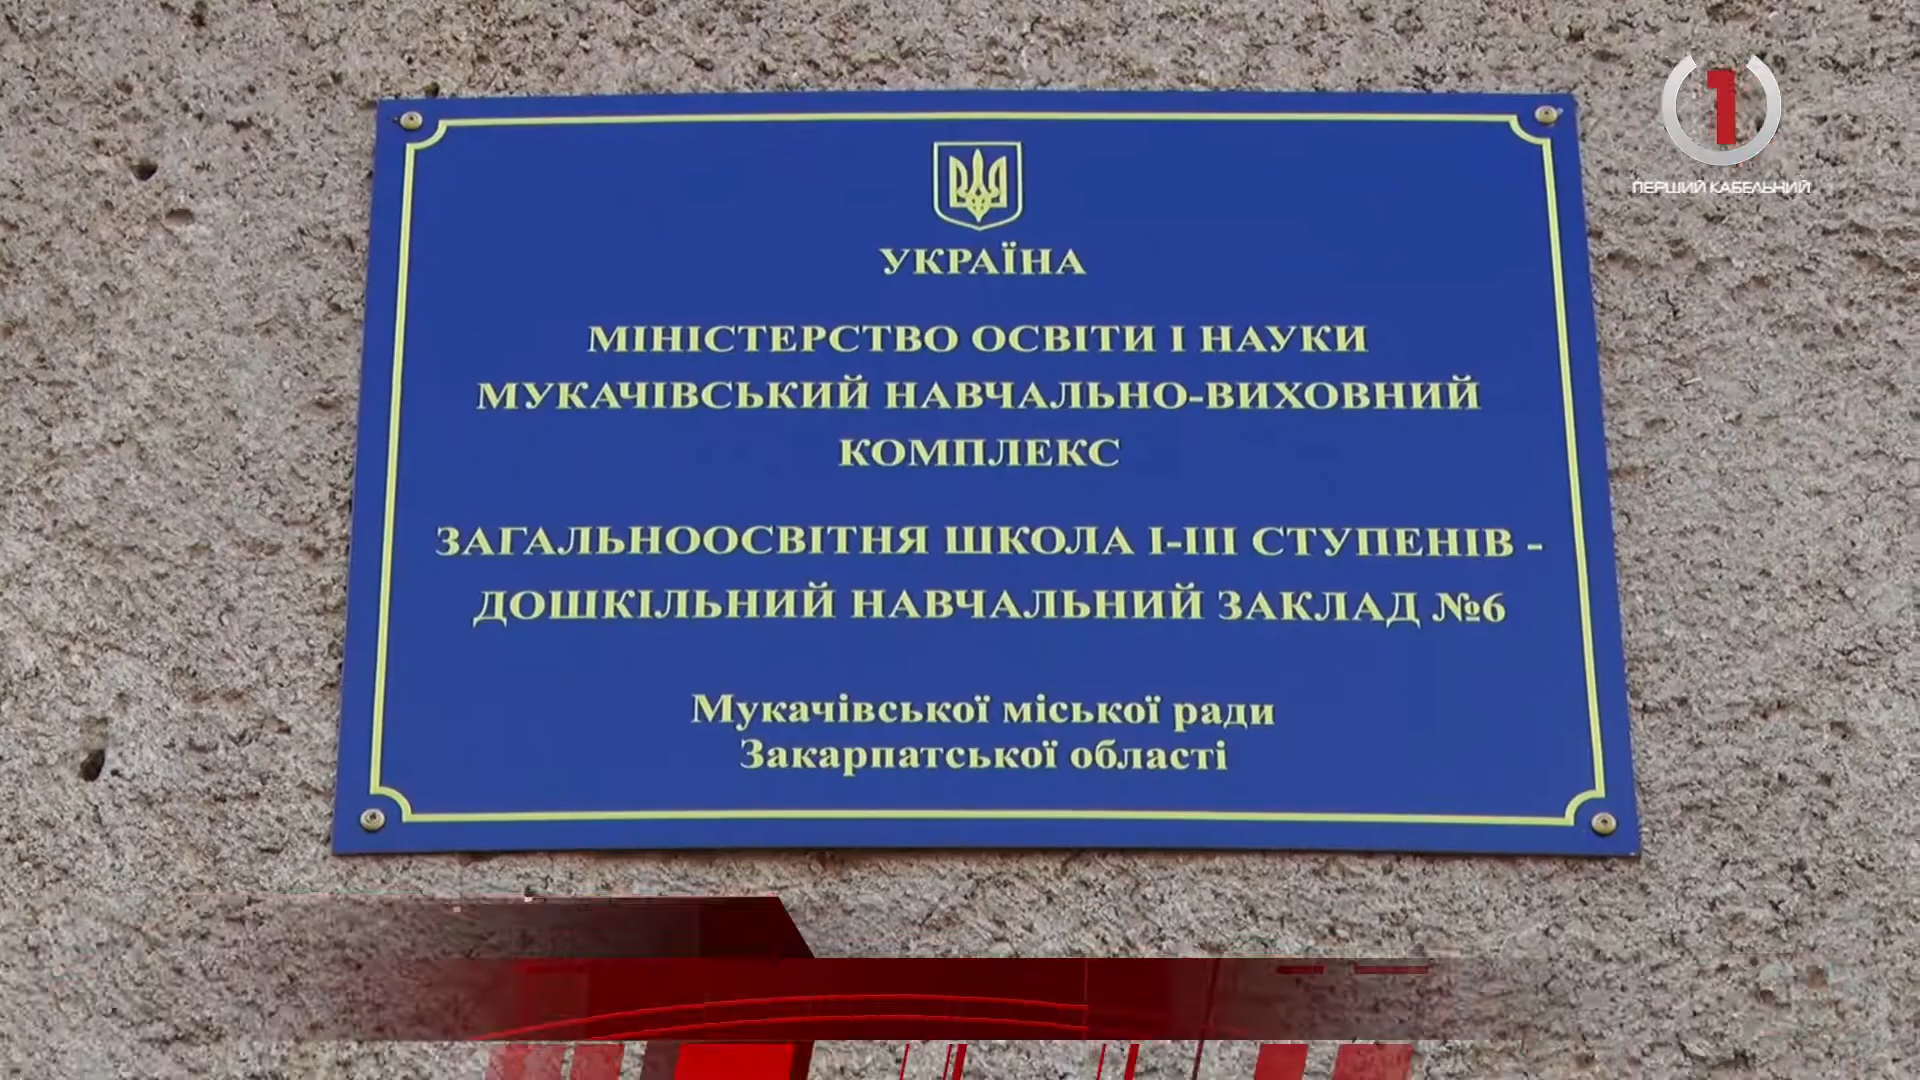 1
ПЕРШИЙ КАБЕЛЬНИЙ
УКРАЇНА
МІНІСТЕРСТВО ОСВІТИ І НАУКИ
МУКАЧІВСЬКИЙ НАВЧАЛЬНО-ВИХОВНИЙ
КОМПЛЕКС
ЗАГАЛЬНООСВІТНЯ ШКОЛА І-ІІІ СТУПЕНІВ -
ДОШКІЛЬНИЙ НАВЧАЛЬНИЙ ЗАКЛАД №6
Мукачівської міської ради
Закарпатської області